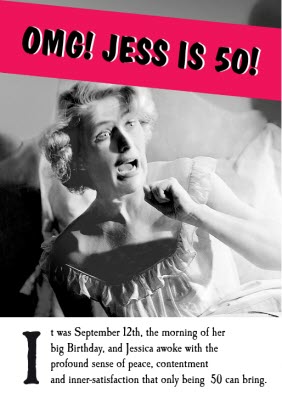 OMG! JESS IS 50!
It was September 12th, the morning of her
big Birthday, and Jessica awoke with the
profound sense of peace, contentment
and inner-satisfaction that only being 50 can bring.